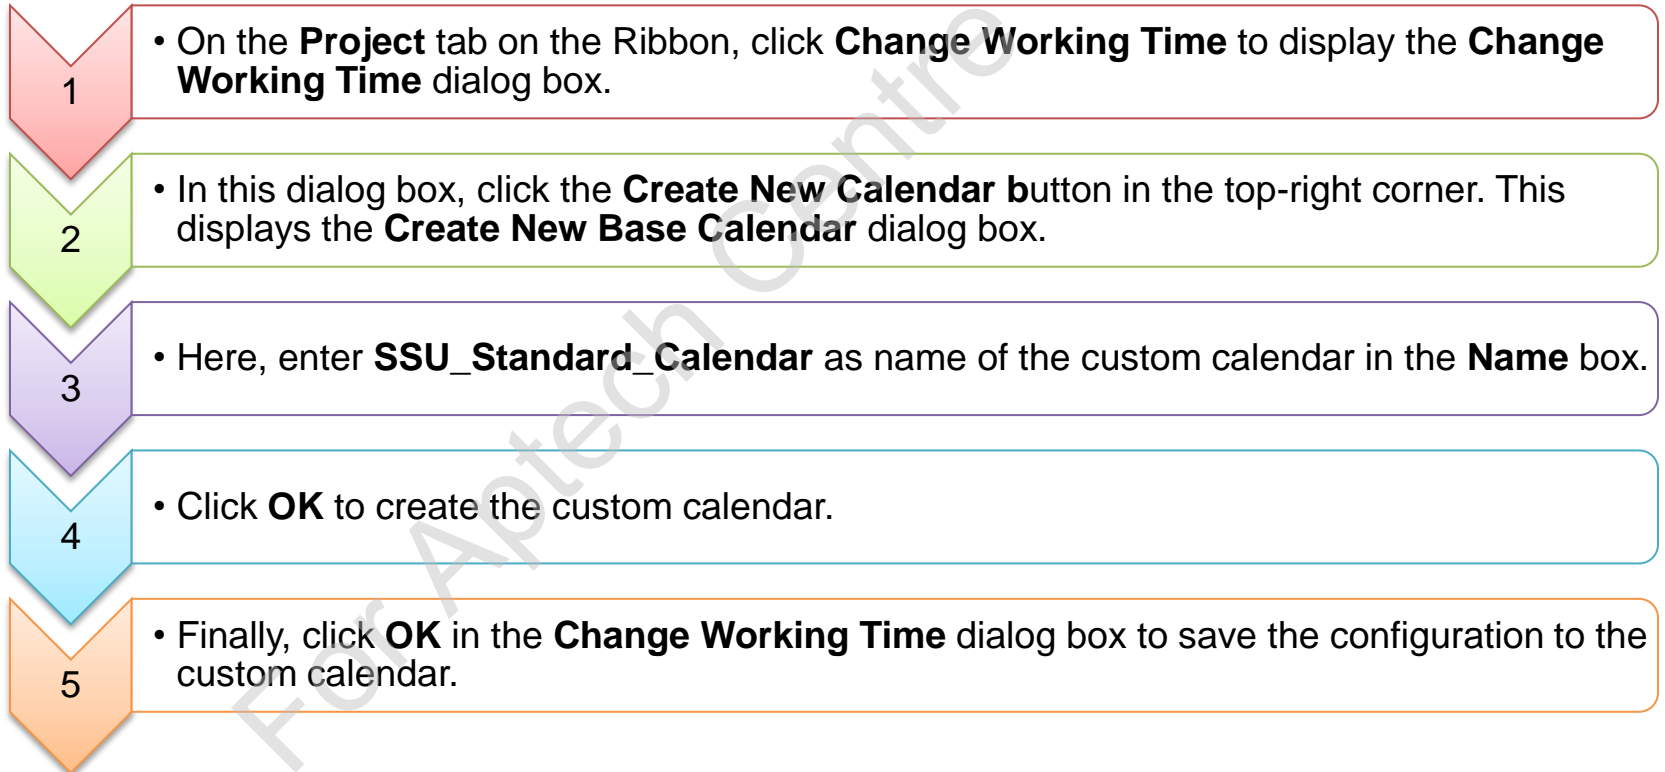 1
• On the Project tab on the Ribbon, click Change Working Time to display the Change
Working Time dialog box.
2
• In this dialog box, click the Create New Calendar button in the top-right corner. This
displays the Create New Base Calendar dialog box.
3
• Here, enter SSU_Standard_Calendar as name of the custom calendar in the Name box.
4
• Click OK to create the custom calendar.
5
• Finally, click OK in the Change Working Time dialog box to save the configuration to the
custom calendar.
For Aptech Centre